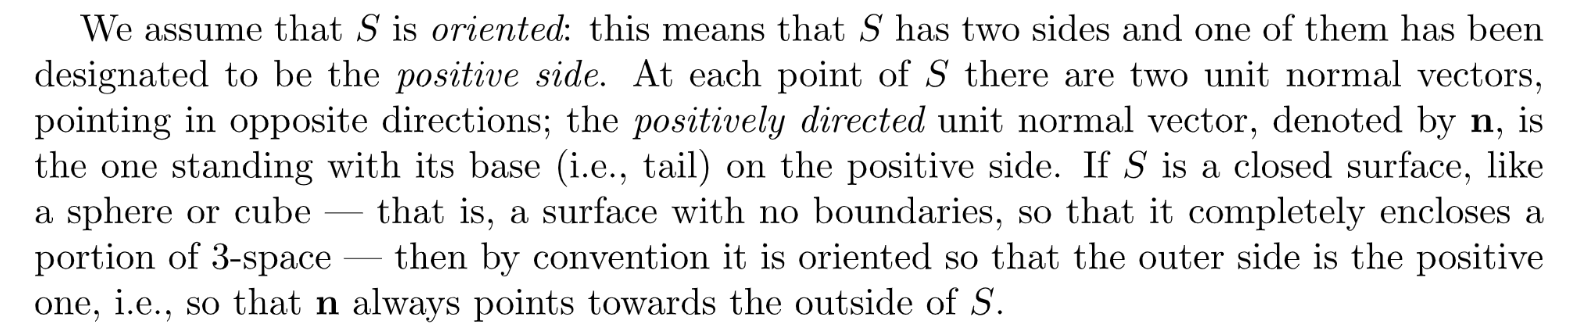 We assume that S is oriented: this means that S has two sides and one of them has been
designated to be the positive side. At each point of S there are two unit normal vectors,
pointing in opposite directions; the positively directed unit normal vector, denoted by n, is
the one standing with its base (i.e., tail) on the positive side. If S is a closed surface, like
a sphere or cube — that is, a surface with no boundaries, so that it completely encloses a
portion of 3-space — then by convention it is oriented so that the outer side is the positive
one, i.e., so that n always points towards the outside of S.